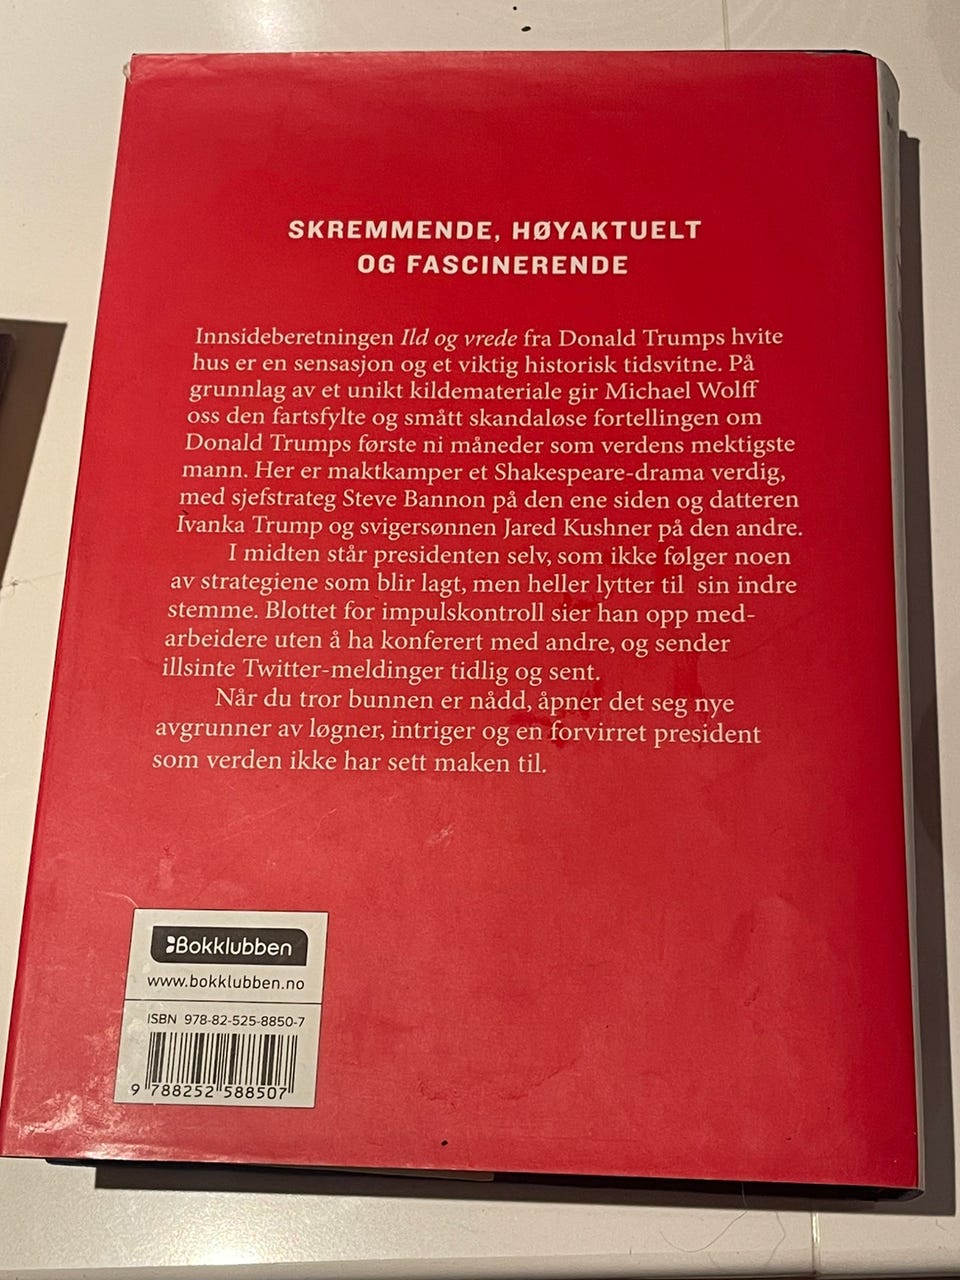 SKREMMENDE, HØYAKTUELT
OG FASCINERENDE
Innsideberetningen Ild og vrede fra Donald Trumps hvite
hus er en sensasjon og et viktig historisk tidsvitne. På
grunnlag av et unikt kildemateriale gir Michael Wolff
oss den fartsfylte og smått skandaløse fortellingen om
Donald Trumps første ni måneder som verdens mektigste
mann. Her er maktkamper et Shakespeare-drama verdig,
med sjefstrateg Steve Bannon på den ene siden og datteren
Ivanka Trump og svigersønnen Jared Kushner på den andre.
I midten står presidenten selv, som ikke følger noen
av strategiene som blir lagt, men heller lytter til sin indre
stemme. Blottet for impulskontroll sier han opp med-
arbeidere uten å ha konferert med andre, og sender
illsinte Twitter-meldinger tidlig og sent.
Når du tror bunnen er nådd, åpner det seg nye
avgrunner av løgner, intriger og en forvirret president
som verden ikke har sett maken til.
Bokklubben
www.bokklubben.no
ISBN 978-82-525-8850-7
9 788252 588507